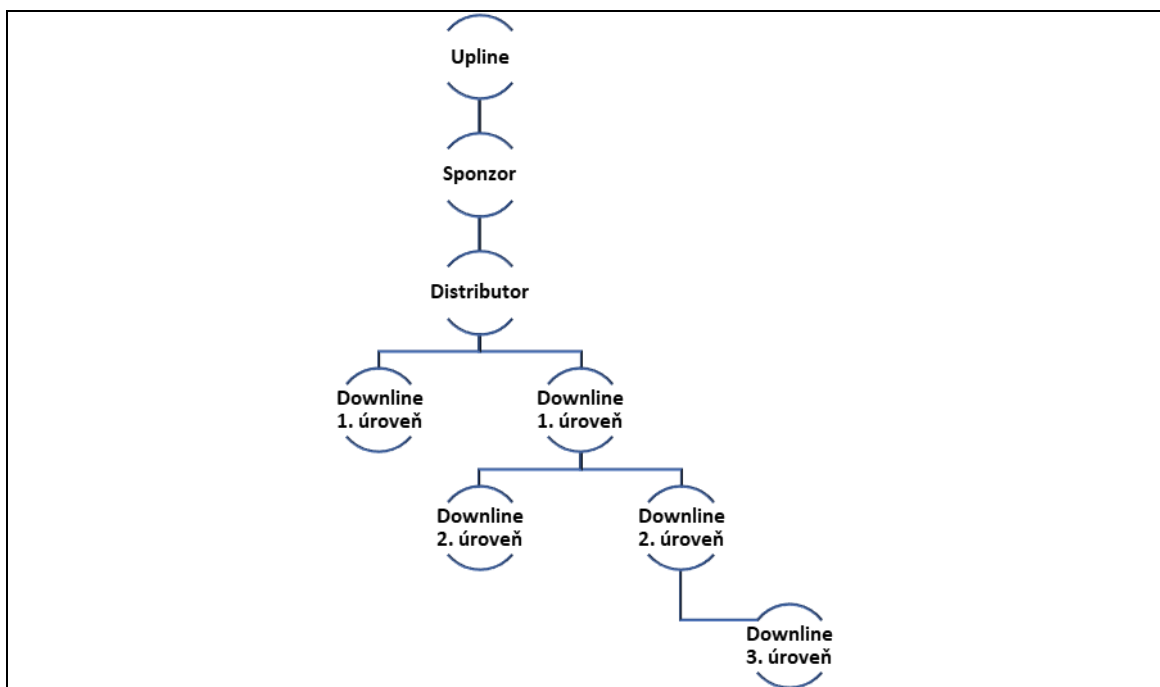 Upline
Sponzor
Distributor
Downline
1. úroveň
Downline
1. úroveň
Downline
2. úroveň
Downline
2. úroveň
Downline
3. úroveň